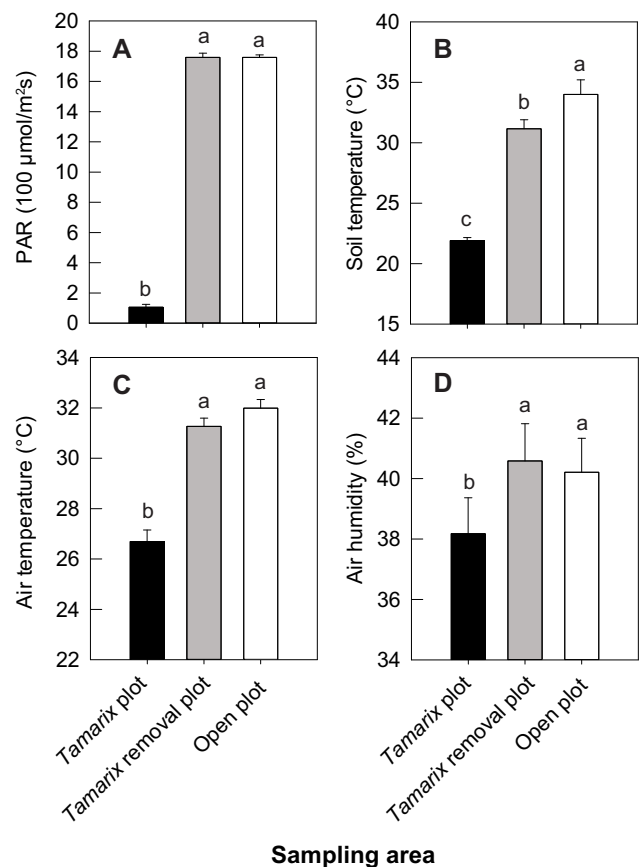 A
PAR (100 µmol/m²s)
18
16
14
12
10
8
6
4
2
0
b
a
a
B
Soil temperature (°C)
40
35
30
25
20
15
c
b
a
C
Air temperature (°C)
34
32
30
28
26
24
22
b
a
a
D
Air humidity (%)
44
42
40
38
36
34
b
a
a
Tamarix plot
Tamarix removal plot
Open plot
Tamarix plot
Tamarix removal plot
Open plot
Sampling area